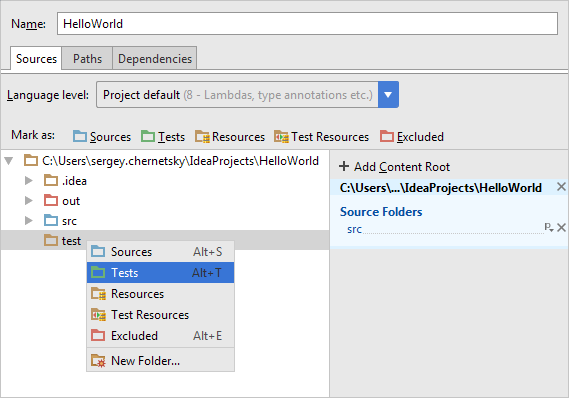 Name: HelloWorld
Sources Paths Dependencies
Language level: Project default (8 - Lambdas, type annotations etc.)
Mark as: Sources Tests Resources Test Resources Excluded
C:\Users\sergey.chernetsky\IdeaProjects\HelloWorld
.idea
out
src
test
Sources Alt+S
Tests Alt+T
Resources
Test Resources
Excluded Alt+E
New Folder...
+ Add Content Root
C:\Users\...\IdeaProjects\HelloWorld
Source Folders
src